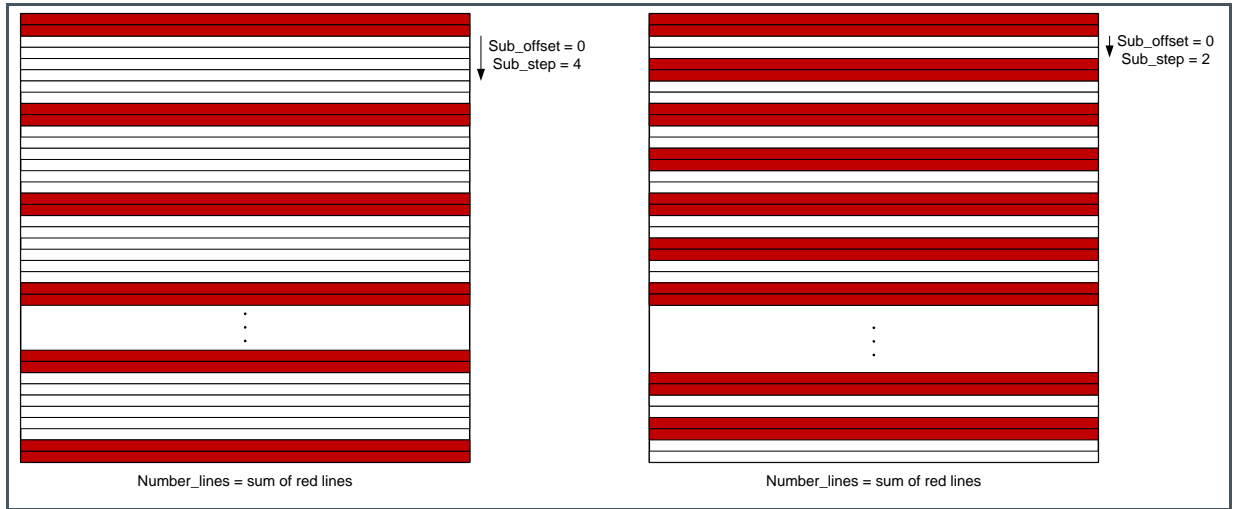 Sub_offset = 0
Sub_step = 4
Sub_offset = 0
Sub_step = 2
Number_lines = sum of red lines
Number_lines = sum of red lines